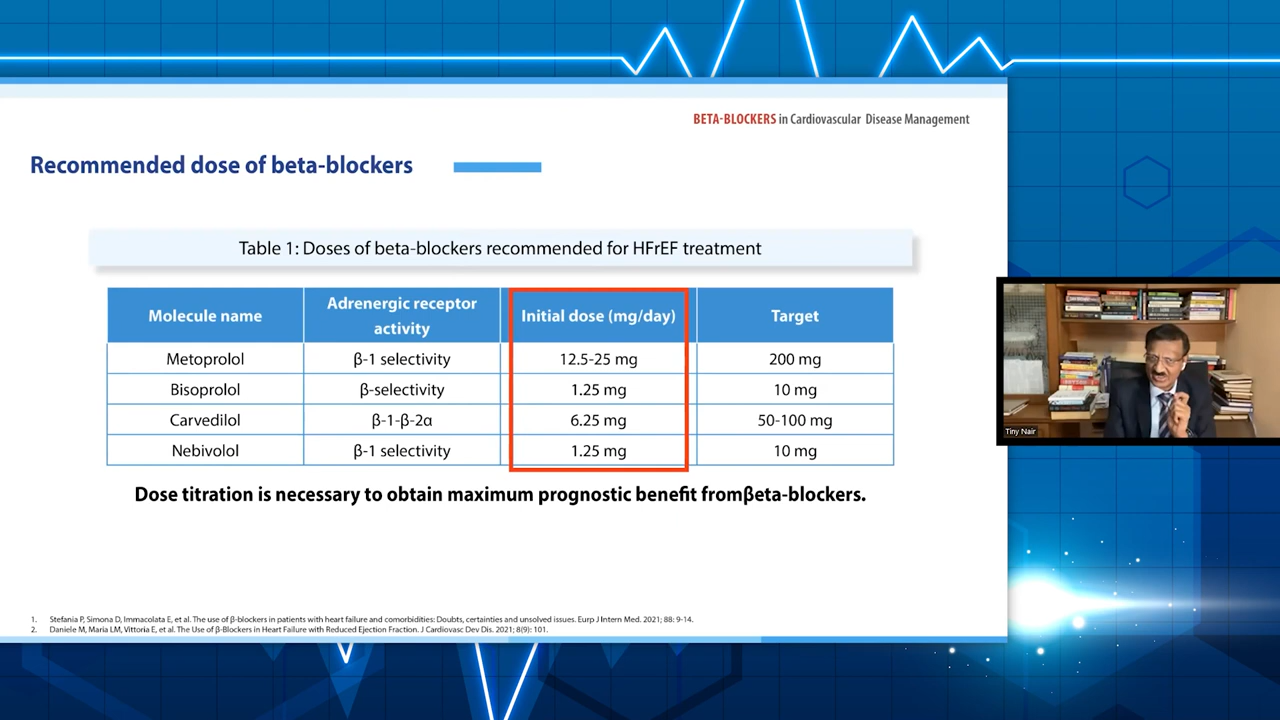 BETA-BLOCKERS in Cardiovascular Disease Management
Recommended dose of beta-blockers
Table 1: Doses of beta-blockers recommended for HFrEF treatment
Molecule name Adrenergic receptor activity Initial dose (mg/day) Target
Metoprolol β-1 selectivity 12.5-25 mg 200 mg
Bisoprolol β-selectivity 1.25 mg 10 mg
Carvedilol β-1-β-2α 6.25 mg 50-100 mg
Nebivolol β-1 selectivity 1.25 mg 10 mg
Dose titration is necessary to obtain maximum prognostic benefit fromβeta-blockers.
Tiny Nair
1. Stefania P, Simona D, Immacolata E, et al. The use of β-blockers in patients with heart failure and comorbidities: Doubts, certainties and unsolved issues. Eurp J Intern Med. 2021; 88: 9-14.
2. Daniele M, Maria LM, Vittoria E, et al. The Use of β-Blockers in Heart Failure with Reduced Ejection Fraction. J Cardiovasc Dev Dis. 2021; 8(9): 101.